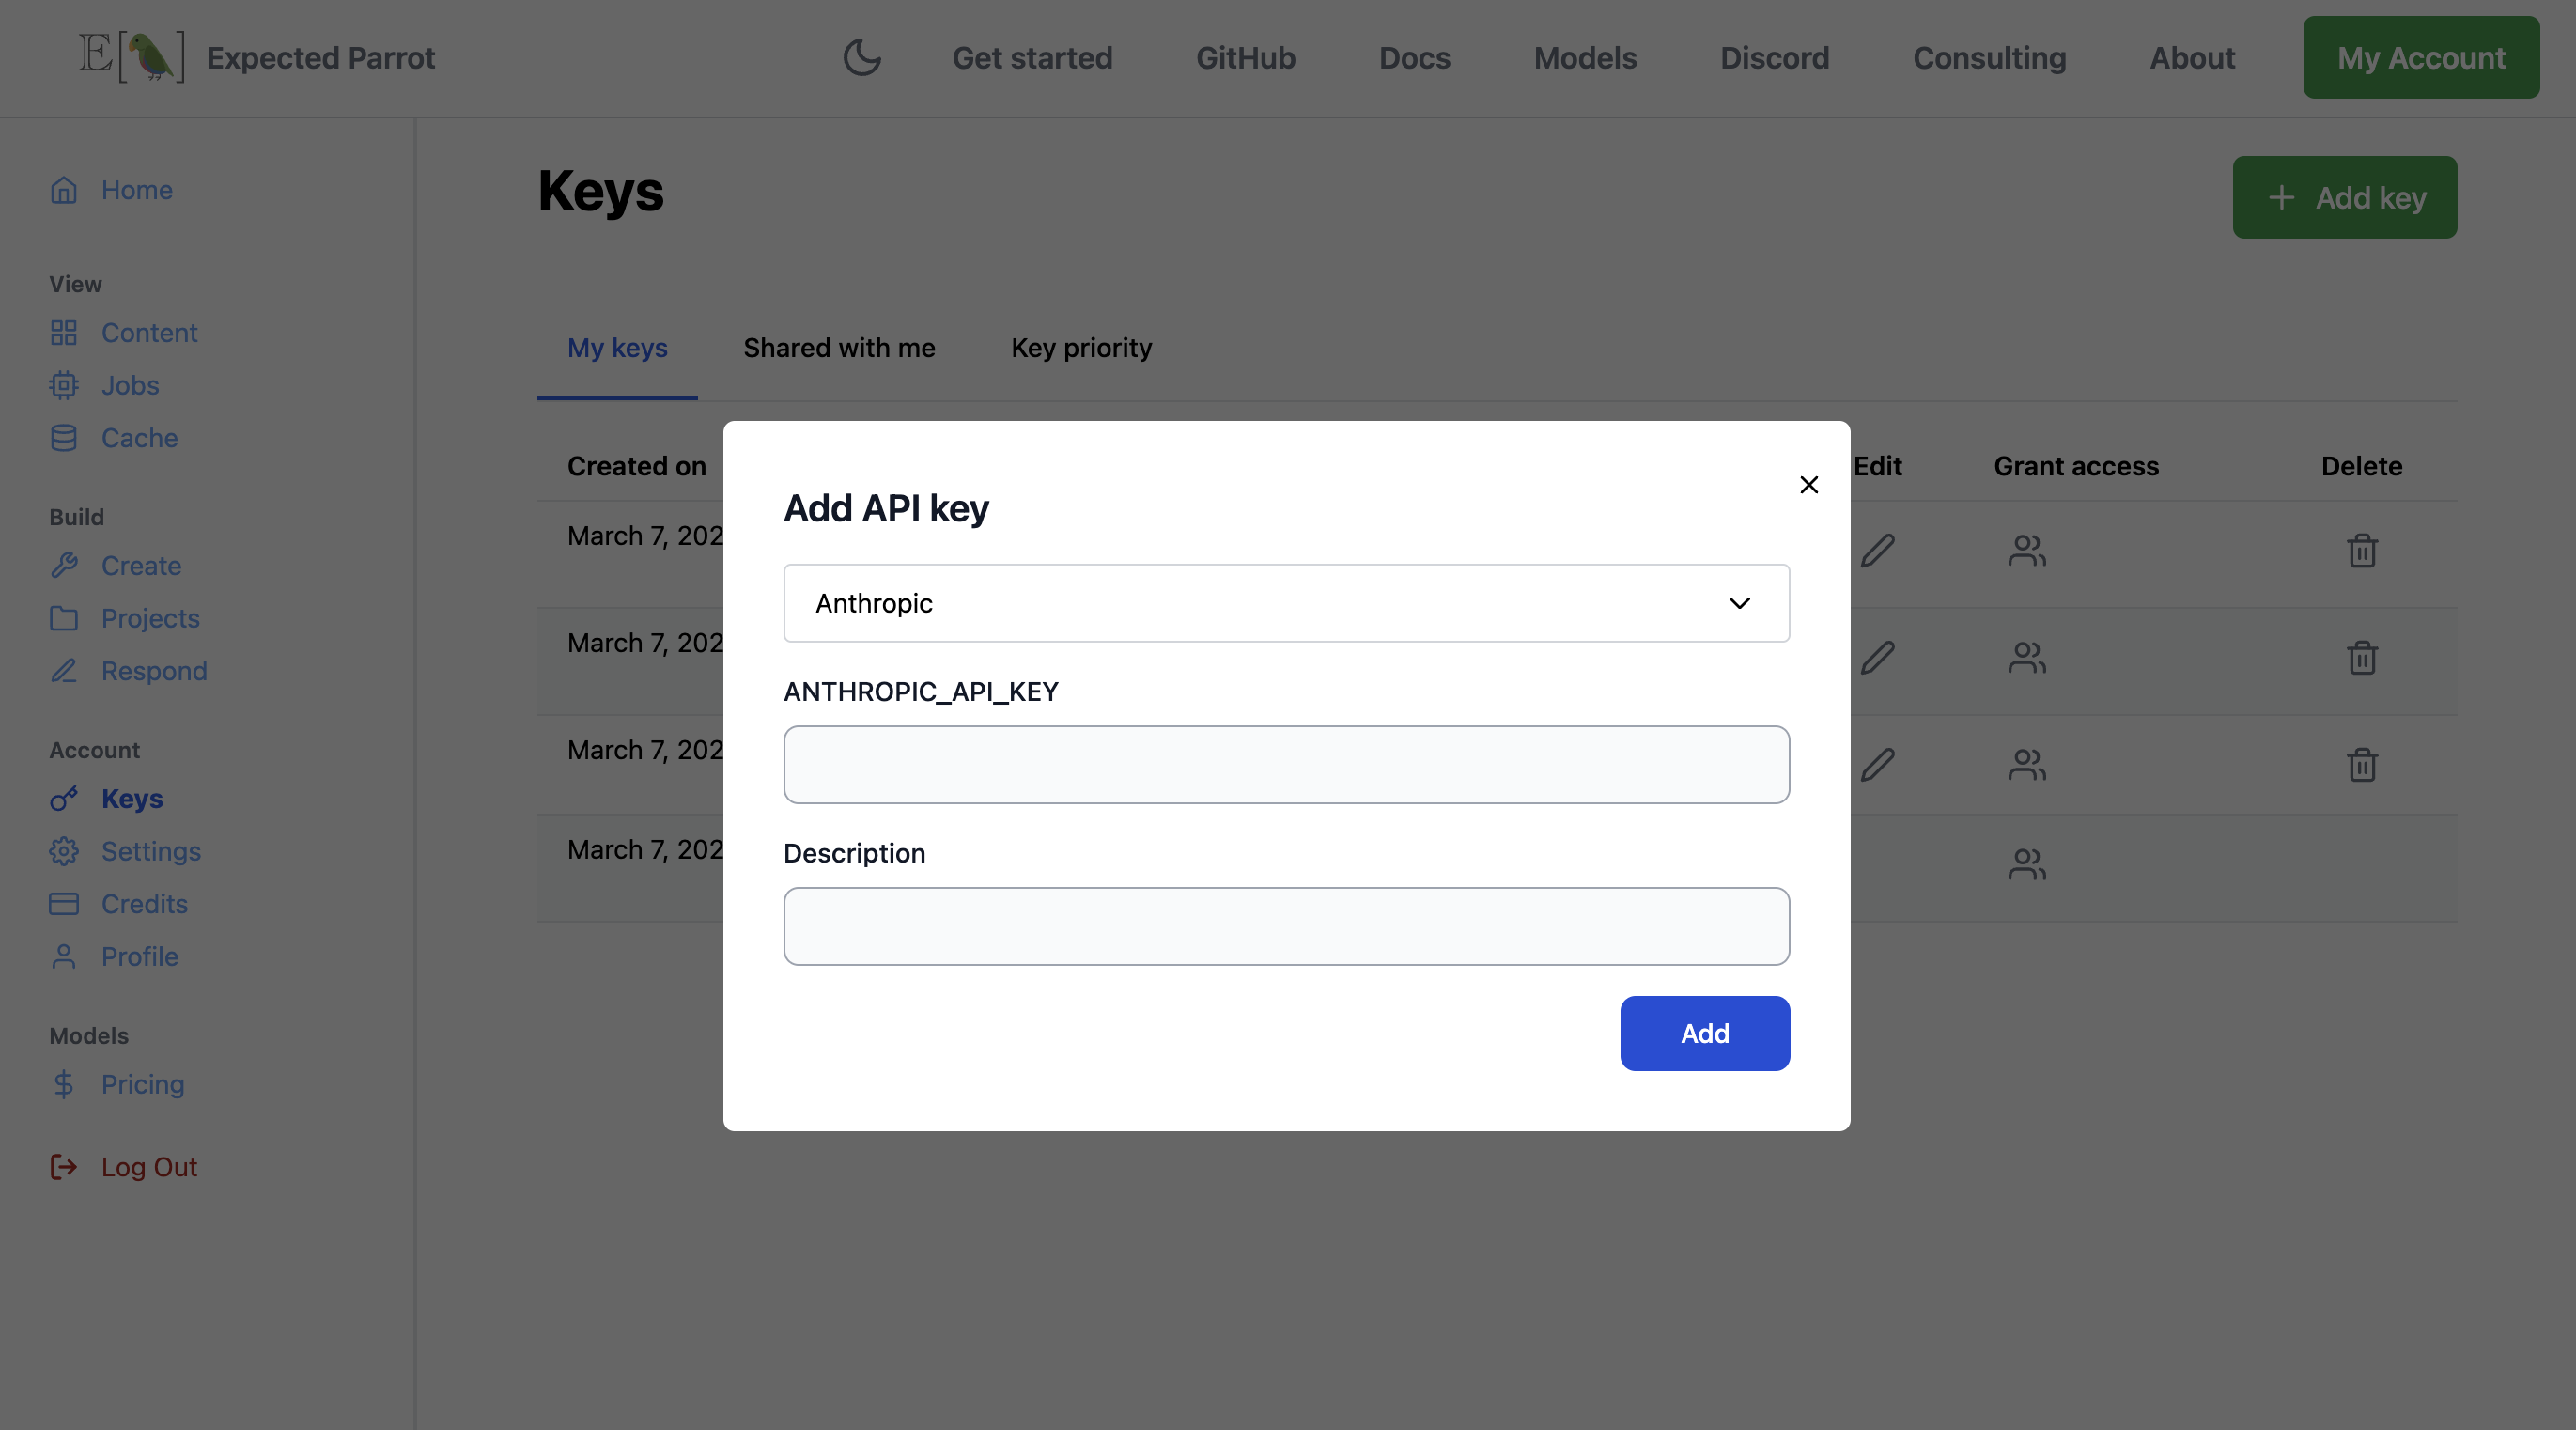 E[] Expected Parrot
Get started
GitHub
Docs
Models
Discord
Consulting
About
My Account
Home
View
Content
Jobs
Cache
Build
Create
Projects
Respond
Account
Keys
Settings
Credits
Profile
Models
Pricing
Log Out
Keys
+ Add key
My keys
Shared with me
Key priority
Created on
Edit
Grant access
Delete
March 7, 202
March 7, 202
March 7, 202
March 7, 202
Add API key
Anthropic
ANTHROPIC_API_KEY
Description
Add